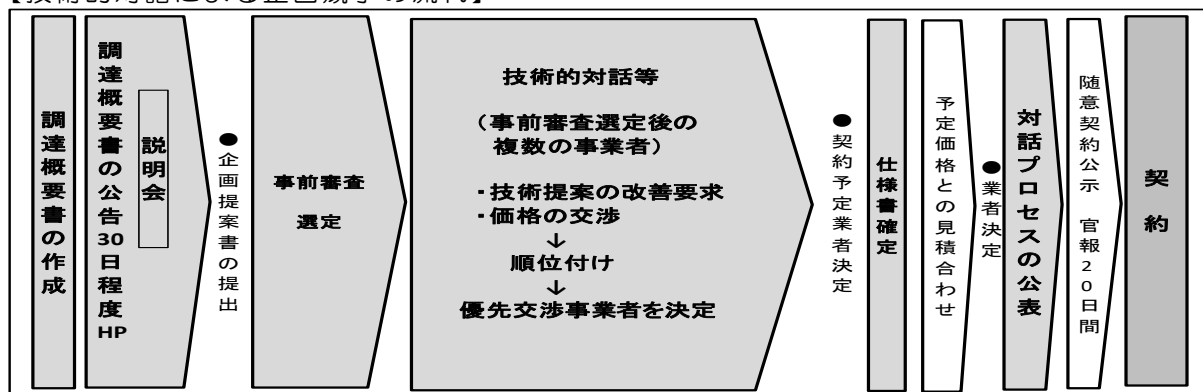 【技術的対話による企画競争の流れ】
調達概要書の作成
調達概要書の公告30日程度HP
説明会
●企画提案書の提出
事前審査
選定
技術的対話等
（事前審査選定後の
複数の事業者）
・技術提案の改善要求
・価格の交渉
↓
順位付け
↓
優先交渉事業者を決定
●契約予定業者決定
仕様書確定
予定価格との見積合わせ
●業者決定
対話プロセスの公表
随意契約公示 官報20日間
契約